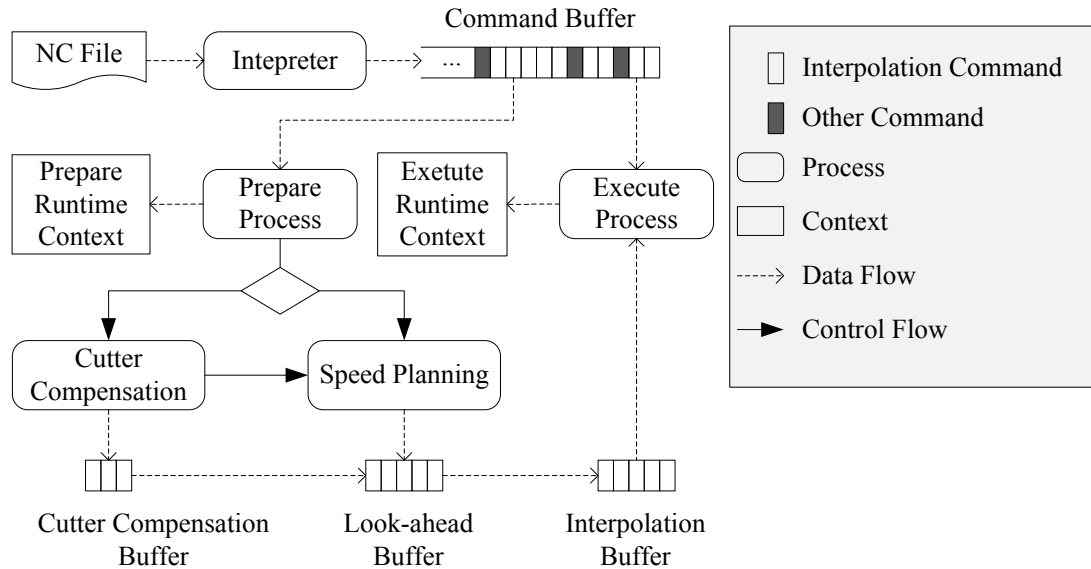 Command Buffer
NC File
Intepreter
...
Interpolation Command
Other Command
Process
Context
Data Flow
Control Flow
Prepare
Runtime
Context
Prepare
Process
Exetute
Runtime
Context
Execute
Process
Cutter
Compensation
Speed Planning
Cutter Compensation
Buffer
Look-ahead
Buffer
Interpolation
Buffer